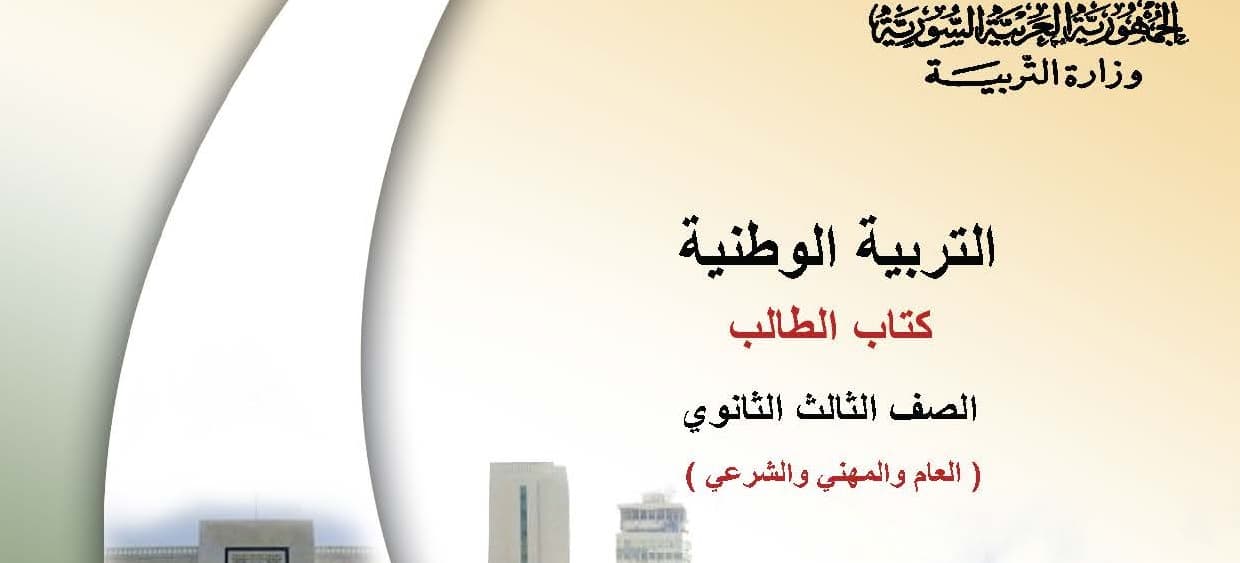 الجمهورية العربية السورية
وزارة التربية
التربية الوطنية
كتاب الطالب
الصف الثالث الثانوي
( العام والمهني والشرعي )